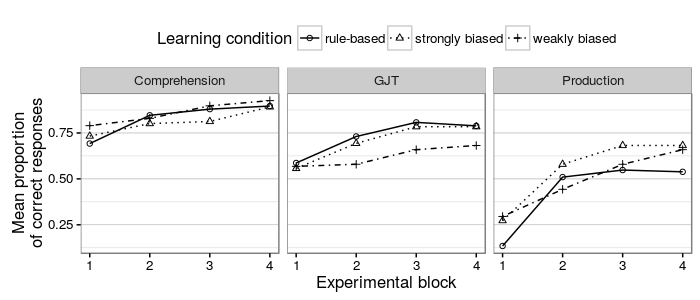 Learning condition rule-based strongly biased weakly biased
Comprehension GJT Production
Mean proportion
of correct responses
0.75
0.50
0.25
1 2 3 4 1 2 3 4 1 2 3 4
Experimental block